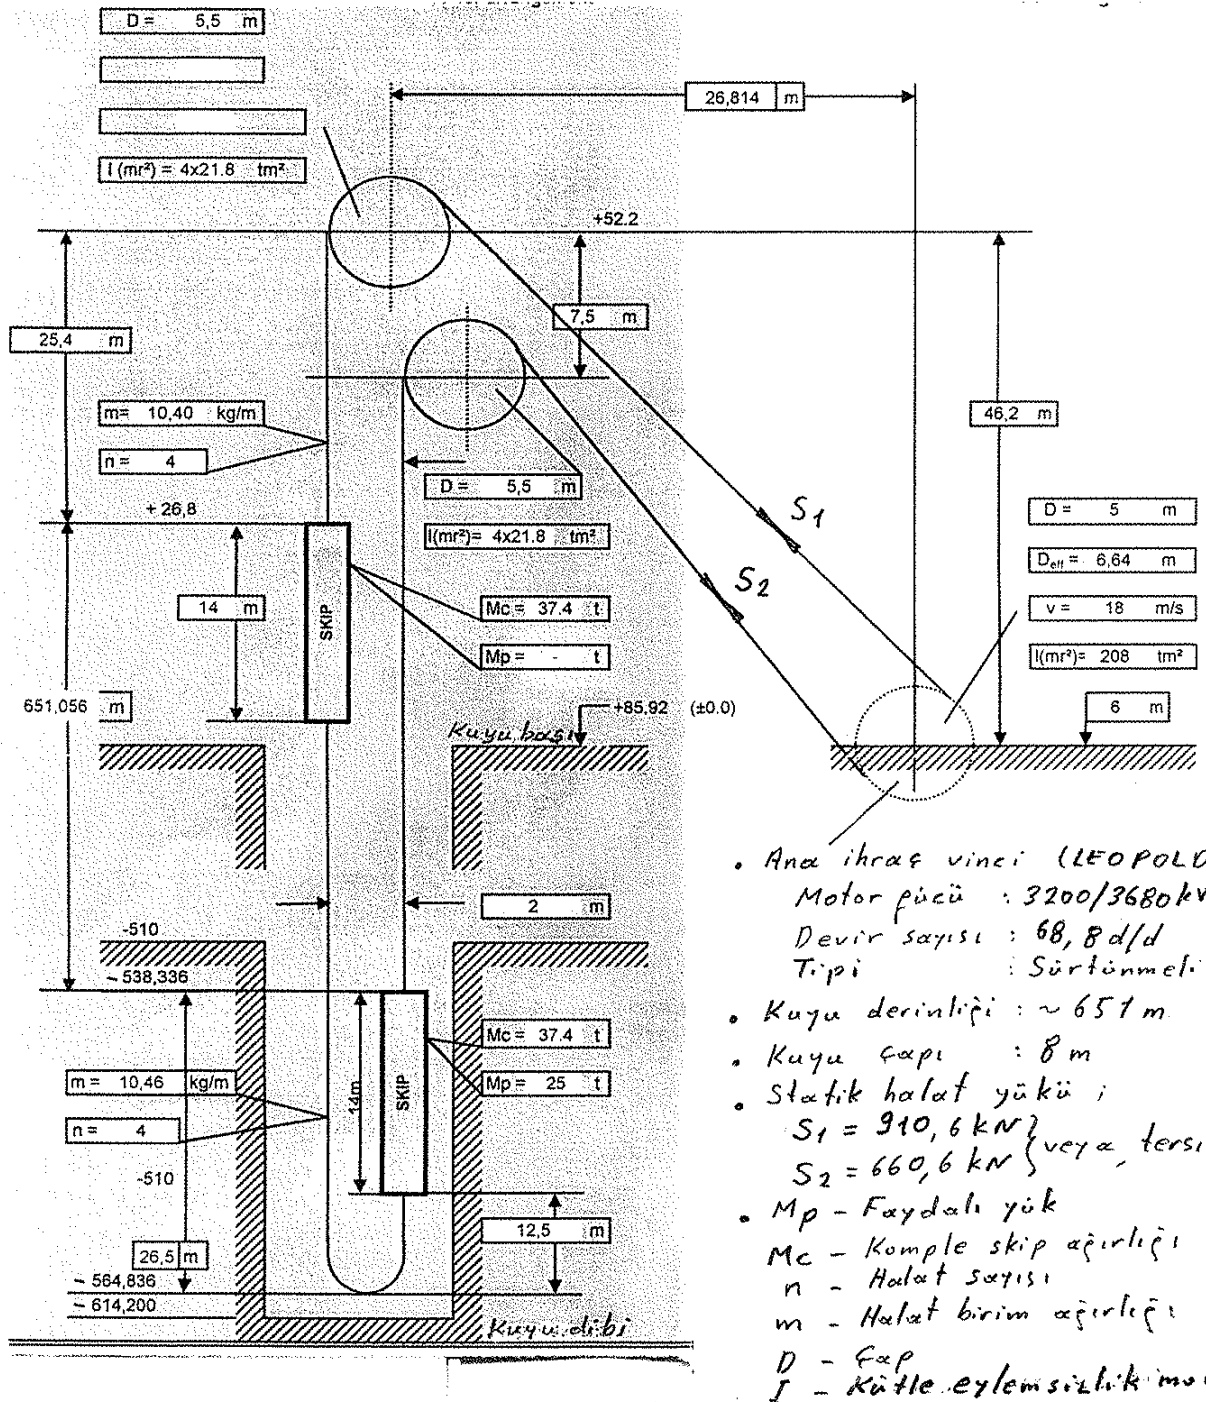 D = 5,5 m
26,814 m
I (mr²) = 4x21.8 tm²
+52.2
7,5 m
25,4 m
46,2 m
m= 10,40 kg/m
n = 4
D = 5,5 m
I(mr²)= 4x21.8 tm²
+ 26,8
S1
S2
D = 5 m
Deff = 6,64 m
v = 18 m/s
I(mr²)= 208 tm²
14 m
SKIP
Mc = 37.4 t
Mp = - t
651,056 m
+85,92 (±0.0)
6 m
Kuyu başı
2 m
-510
- 538,336
Mc = 37.4 t
Mp = 25 t
m = 10,46 kg/m
n = 4
14m
SKIP
-510
12,5 m
26,5 m
- 564,836
- 614,200
Kuyu dibi
• Ana ihraç vinci (LEOPOLD
Motor gücü : 3200/3680 kW
Devir sayısı : 68,8 d/d
Tipi : Sürtünmeli
• Kuyu derinliği : ~ 651 m
• Kuyu çapı : 8 m
• Statik halat yükü ;
S1 = 910,6 kN
S2 = 660,6 kN } veya tersi
• Mp - Faydalı yük
Mc - Komple skip ağırlığı
n - Halat sayısı
m - Halat birim ağırlığı
D - Çap
I - Kütle eylemsizlik